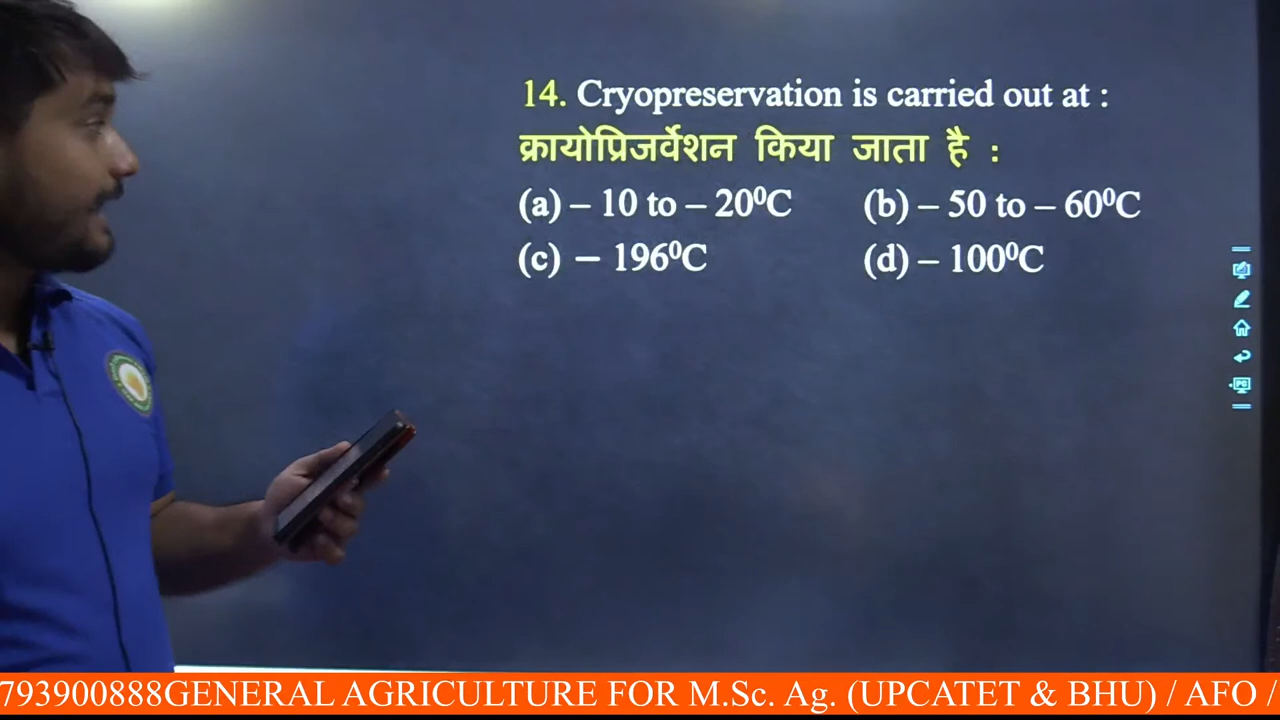 14. Cryopreservation is carried out at :
क्रायोप्रिजर्वेशन किया जाता है :
(a) – 10 to – 20⁰C (b) – 50 to – 60⁰C
(c) – 196⁰C (d) – 100⁰C
PC
793900888GENERAL AGRICULTURE FOR M.Sc. Ag. (UPCATET & BHU) / AFO /